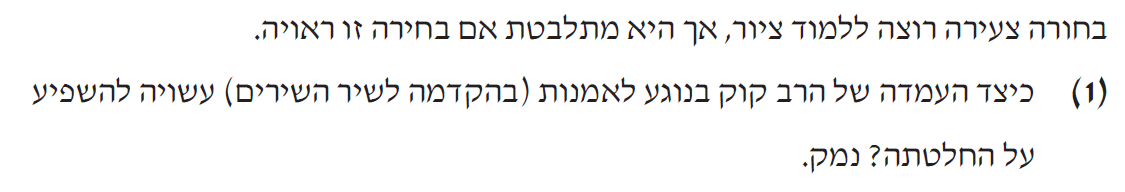 בחורה צעירה רוצה ללמוד ציור, אך היא מתלבטת אם בחירה זו ראויה.
(1) כיצד העמדה של הרב קוק בנוגע לאמנות (בהקדמה לשיר השירים) עשויה להשפיע
על החלטתה? נמק.